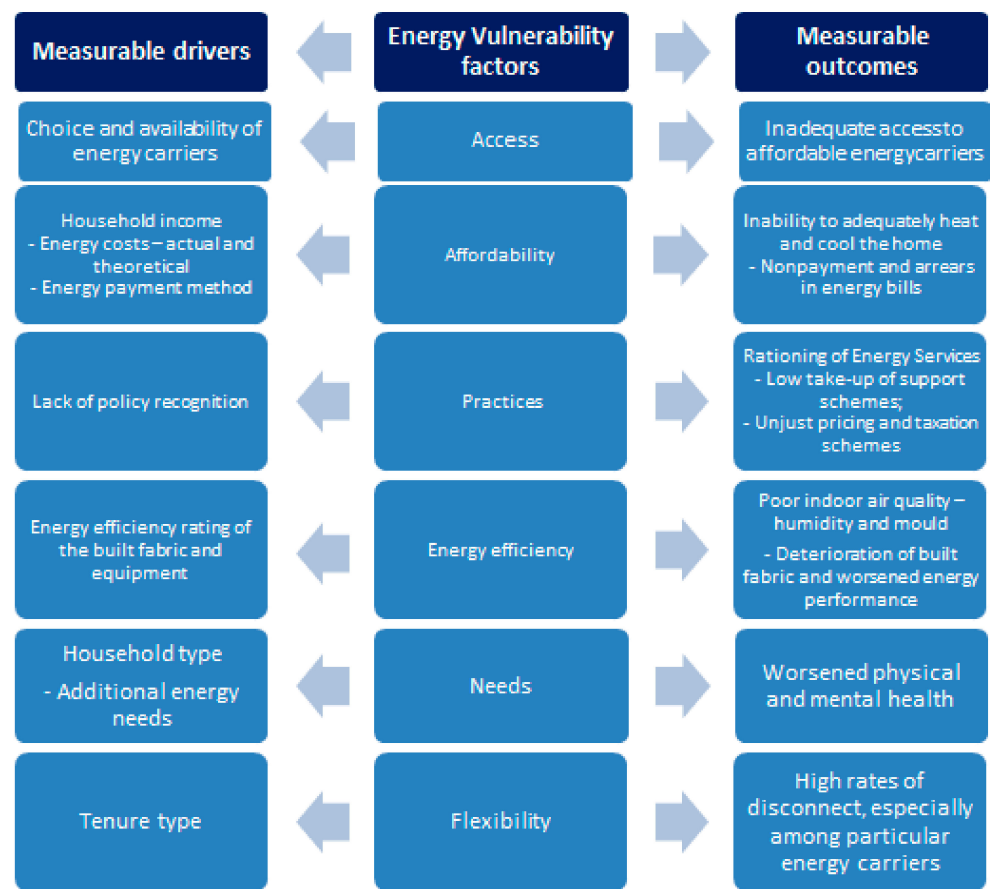 Measurable drivers
Energy Vulnerability
factors
Measurable
outcomes
Choice and availability of
energy carriers
Access
Inadequate access to
affordable energy carriers
Household income
- Energy costs – actual and
theoretical
- Energy payment method
Affordability
Inability to adequately heat
and cool the home
- Nonpayment and arrears
in energy bills
Lack of policy recognition
Practices
Rationing of Energy Services
- Low take-up of support
schemes;
- Unjust pricing and taxation
schemes
Energy efficiency rating of
the built fabric and
equipment
Energy efficiency
Poor indoor air quality –
humidity and mould
- Deterioration of built
fabric and worsened energy
performance
Household type
- Additional energy
needs
Needs
Worsened physical
and mental health
Tenure type
Flexibility
High rates of
disconnect, especially
among particular
energy carriers